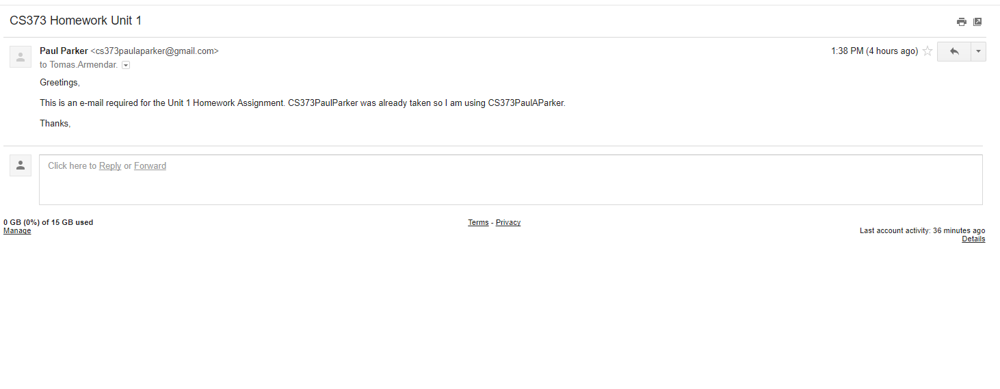 CS373 Homework Unit 1
Paul Parker <cs373paulaparker@gmail.com>
1:38 PM (4 hours ago)
to Tomas.Armendar.
Greetings,
This is an e-mail required for the Unit 1 Homework Assignment. CS373PaulParker was already taken so I am using CS373PaulAParker.
Thanks,
Click here to Reply or Forward
0 GB (0%) of 15 GB used
Manage
Terms - Privacy
Last account activity: 36 minutes ago
Details